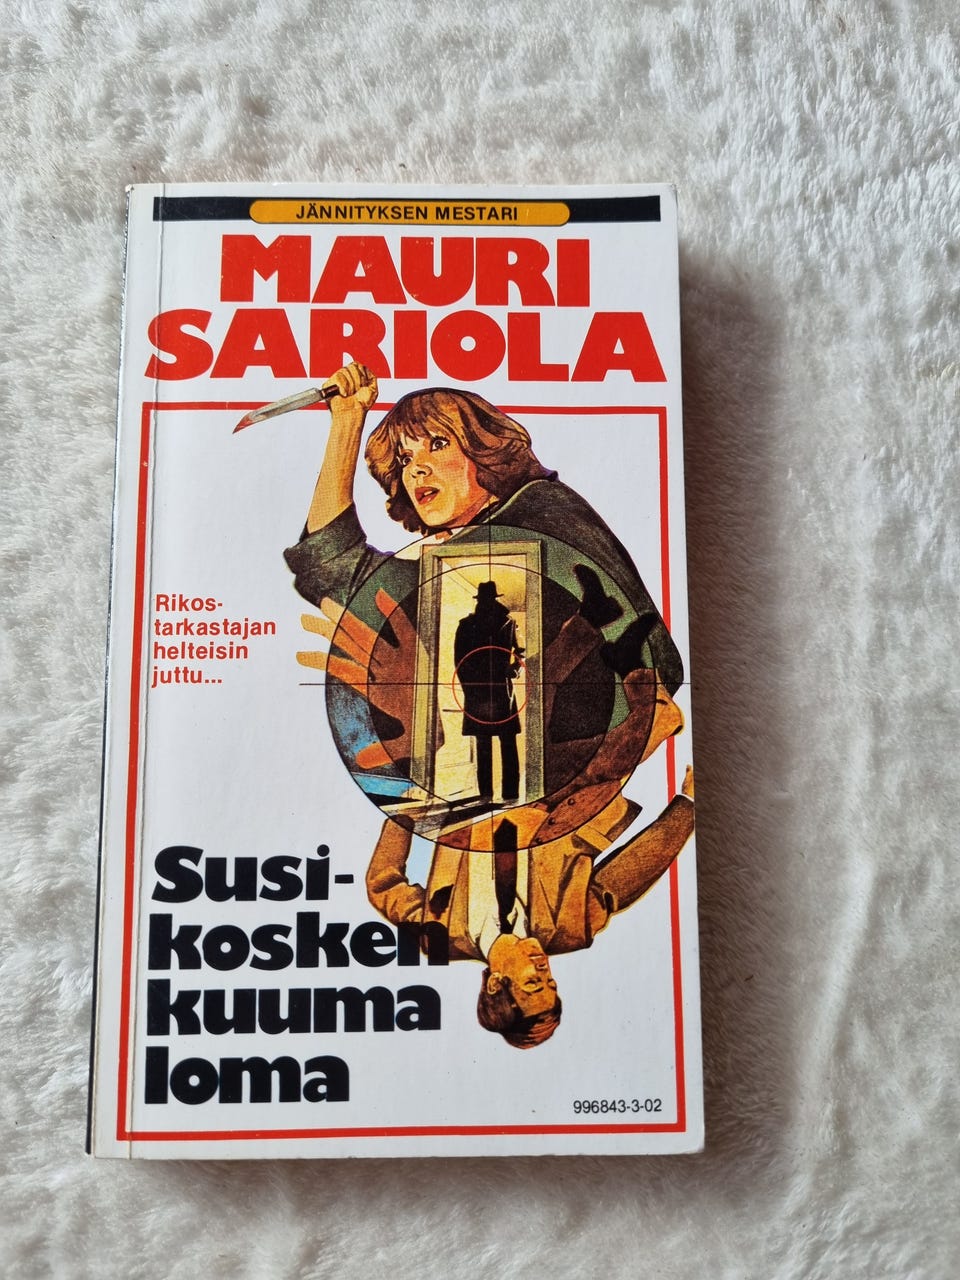 JÄNNITYKSEN MESTARI
MAURI
SARIOLA
Rikos-
tarkastajan
helteisin
juttu...
Susi-
kosken
kuuma
loma
996843-3-02